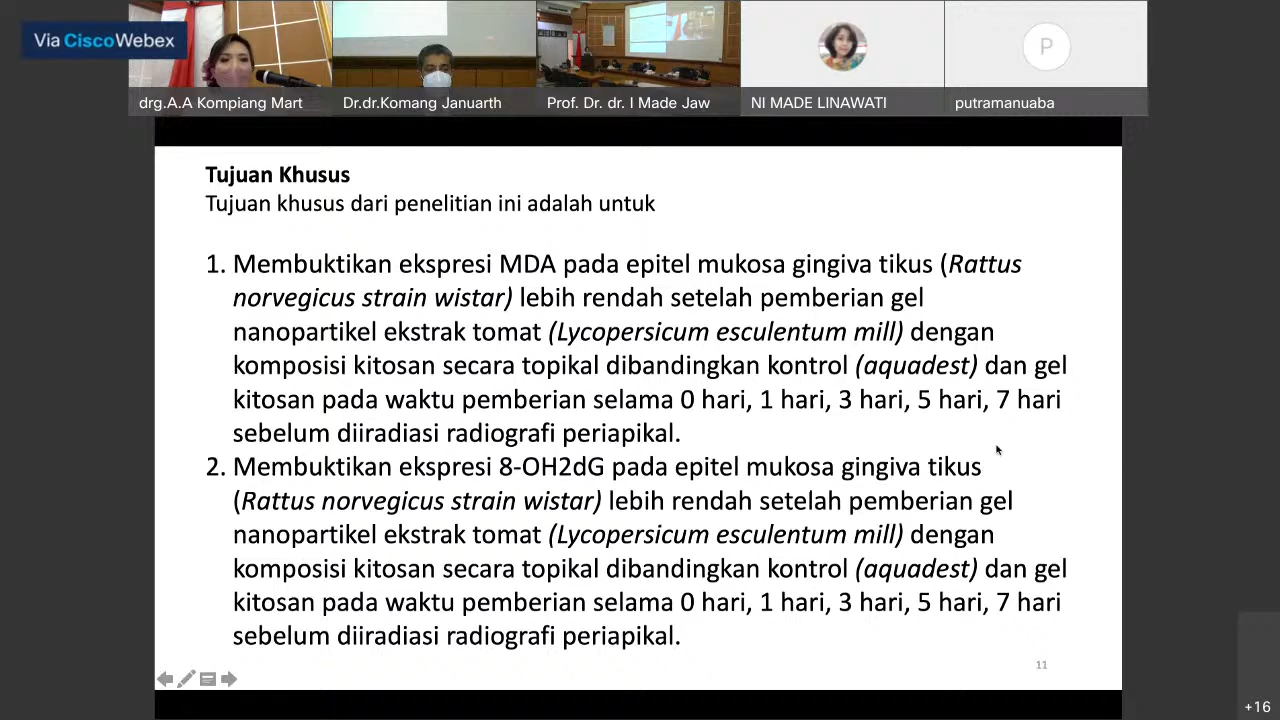 Via CiscoWebex
drg.A.A Kompiang Mart
Dr.dr.Komang Januarth
Prof. Dr. dr. I Made Jaw
NI MADE LINAWATI
P
putramanuaba
Tujuan Khusus
Tujuan khusus dari penelitian ini adalah untuk
1. Membuktikan ekspresi MDA pada epitel mukosa gingiva tikus (Rattus
norvegicus strain wistar) lebih rendah setelah pemberian gel
nanopartikel ekstrak tomat (Lycopersicum esculentum mill) dengan
komposisi kitosan secara topikal dibandingkan kontrol (aquadest) dan gel
kitosan pada waktu pemberian selama 0 hari, 1 hari, 3 hari, 5 hari, 7 hari
sebelum diiradiasi radiografi periapikal.
2. Membuktikan ekspresi 8-OH2dG pada epitel mukosa gingiva tikus
(Rattus norvegicus strain wistar) lebih rendah setelah pemberian gel
nanopartikel ekstrak tomat (Lycopersicum esculentum mill) dengan
komposisi kitosan secara topikal dibandingkan kontrol (aquadest) dan gel
kitosan pada waktu pemberian selama 0 hari, 1 hari, 3 hari, 5 hari, 7 hari
sebelum diiradiasi radiografi periapikal.
11
+16